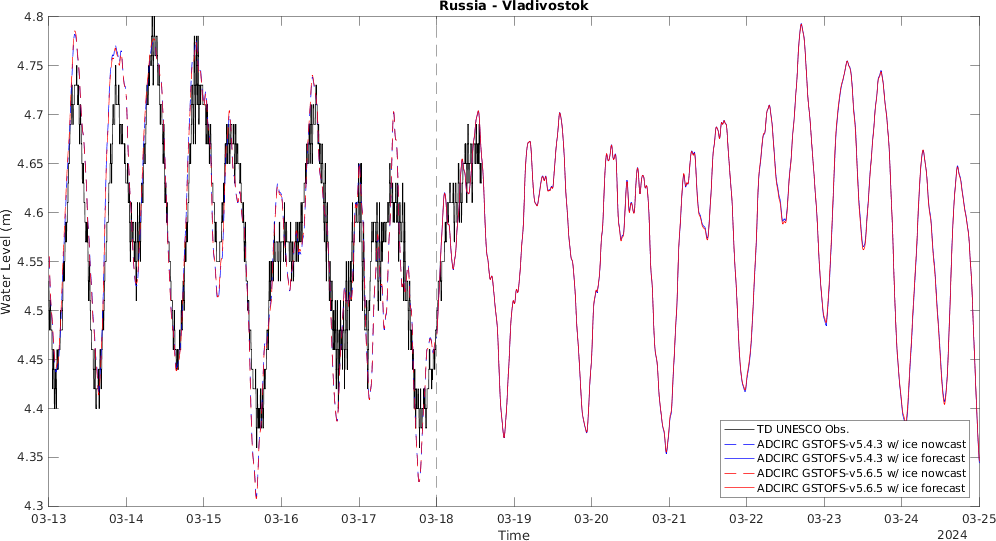 Russia - Vladivostok
Water Level (m)
4.8
4.75
4.7
4.65
4.6
4.55
4.5
4.45
4.4
4.35
4.3
TD UNESCO Obs.
ADCIRC GSTOFS-v5.4.3 w/ ice nowcast
ADCIRC GSTOFS-v5.4.3 w/ ice forecast
ADCIRC GSTOFS-v5.6.5 w/ ice nowcast
ADCIRC GSTOFS-v5.6.5 w/ ice forecast
03-13 03-14 03-15 03-16 03-17 03-18 03-19 03-20 03-21 03-22 03-23 03-24 03-25
Time
2024